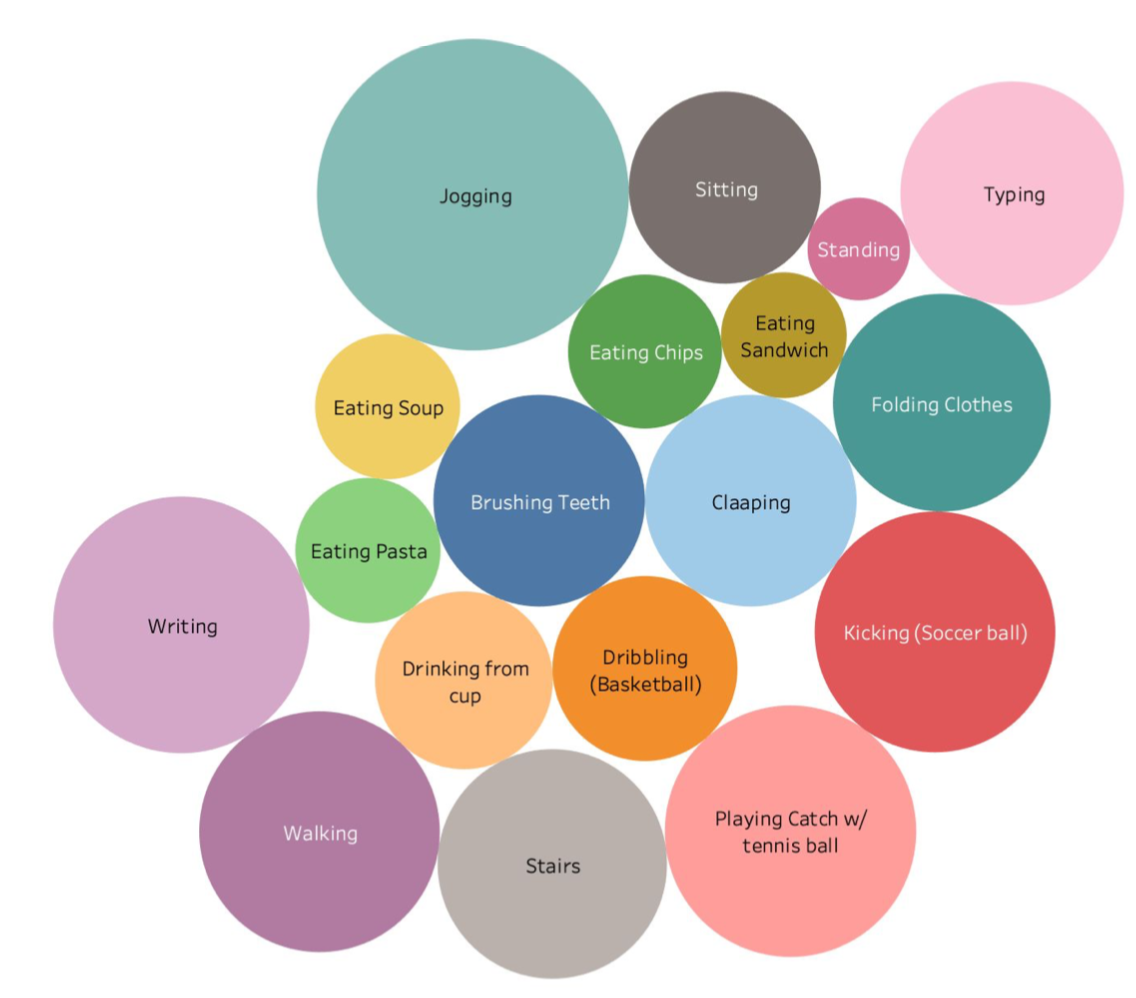 Jogging
Sitting
Typing
Standing
Eating
Sandwich
Eating Chips
Eating Soup
Folding Clothes
Brushing Teeth
Claaping
Eating Pasta
Writing
Kicking (Soccer ball)
Drinking from
cup
Dribbling
(Basketball)
Walking
Stairs
Playing Catch w/
tennis ball